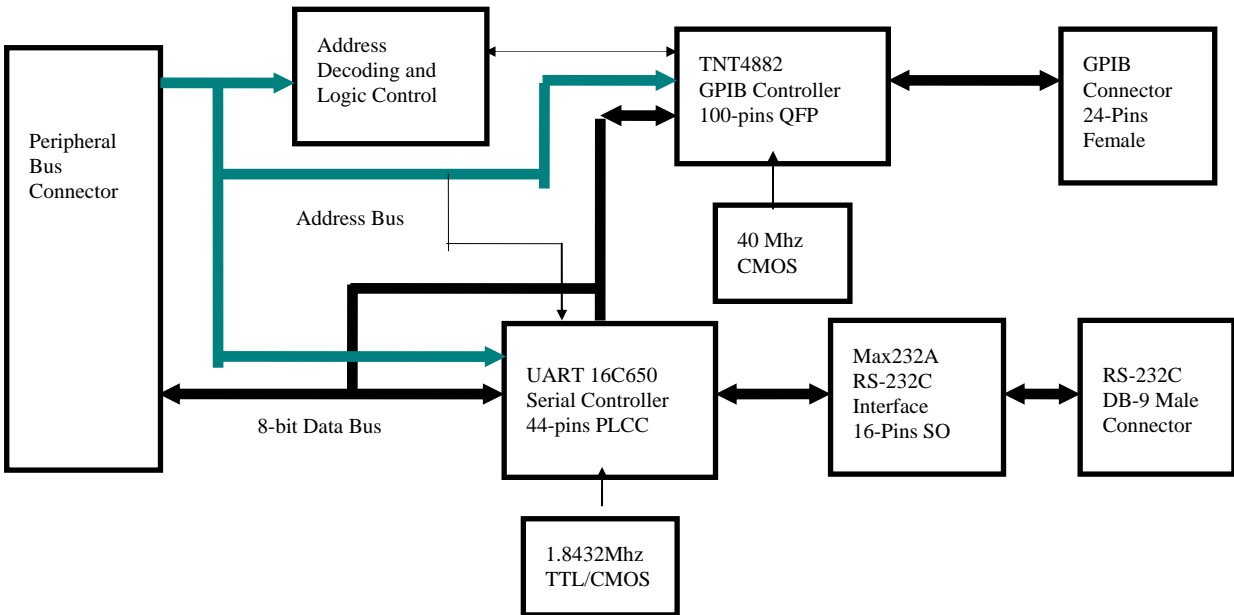 Peripheral
Bus
Connector
Address
Decoding and
Logic Control
TNT4882
GPIB Controller
100-pins QFP
GPIB
Connector
24-Pins
Female
Address Bus
40 Mhz
CMOS
UART 16C650
Serial Controller
44-pins PLCC
Max232A
RS-232C
Interface
16-Pins SO
RS-232C
DB-9 Male
Connector
8-bit Data Bus
1.8432Mhz
TTL/CMOS